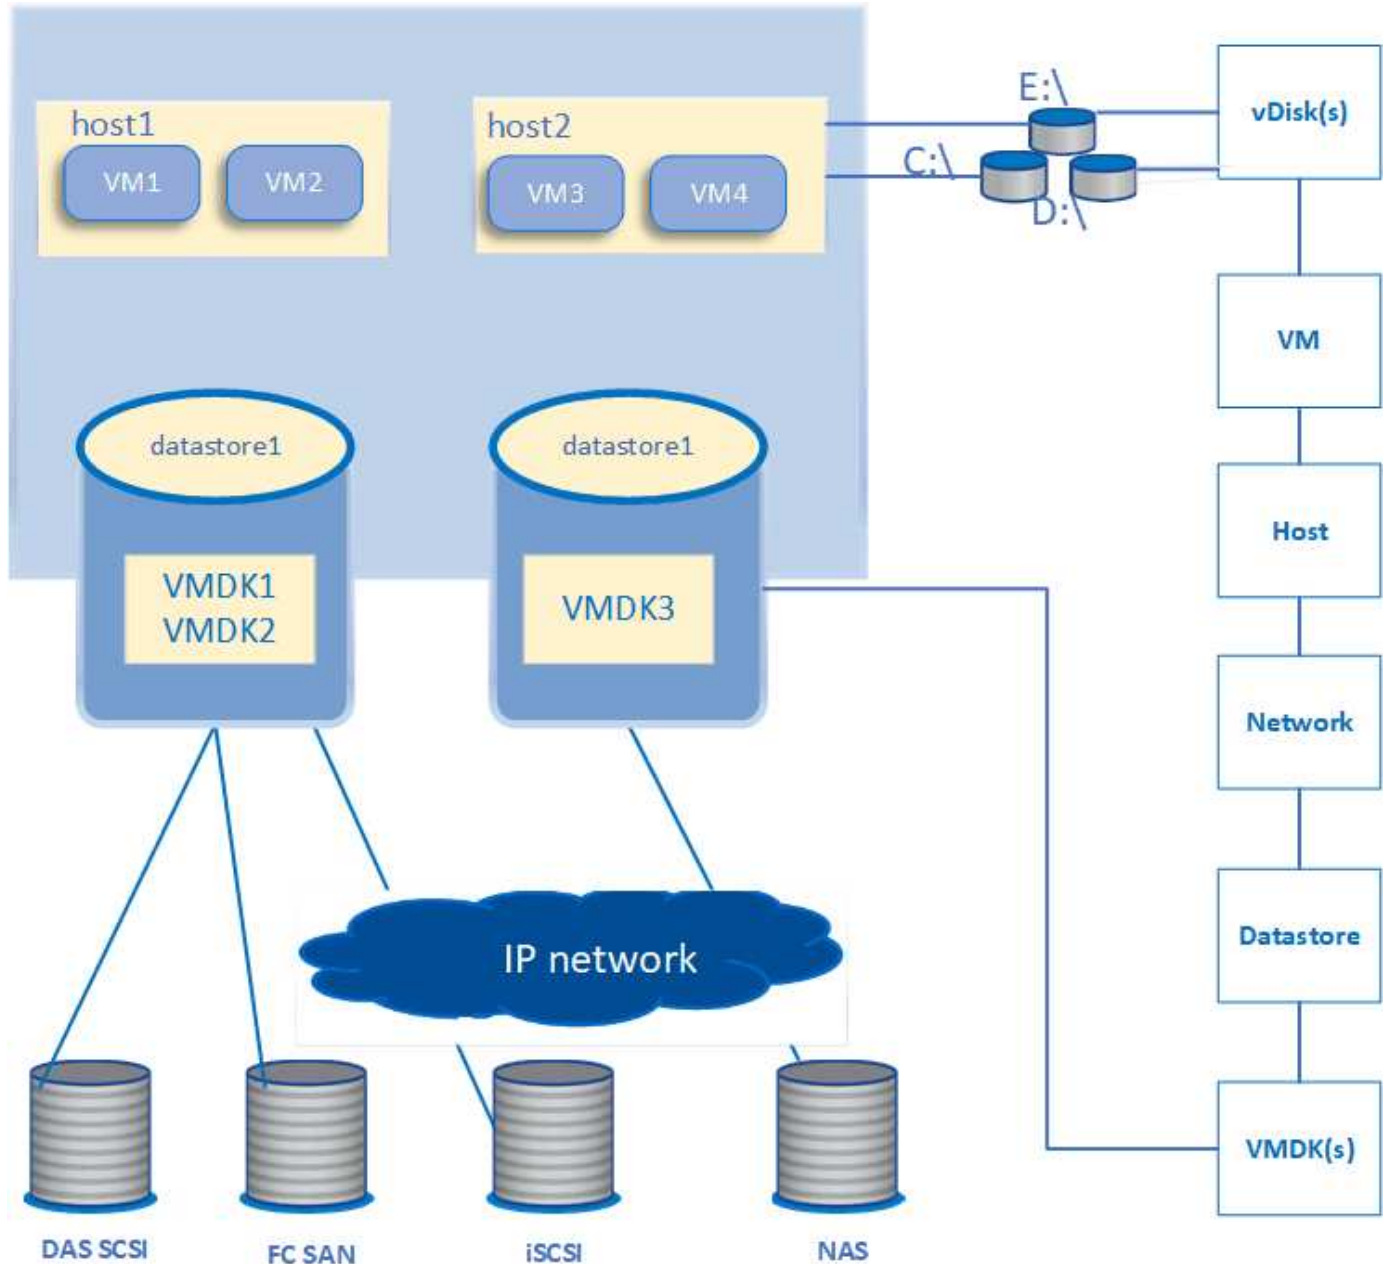 host1
VM1
VM2
host2
VM3
VM4
E:\
C:\
D:\
vDisk(s)
VM
Host
Network
Datastore
VMDK(s)
datastore1
VMDK1
VMDK2
datastore1
VMDK3
IP network
DAS SCSI
FC SAN
iSCSI
NAS